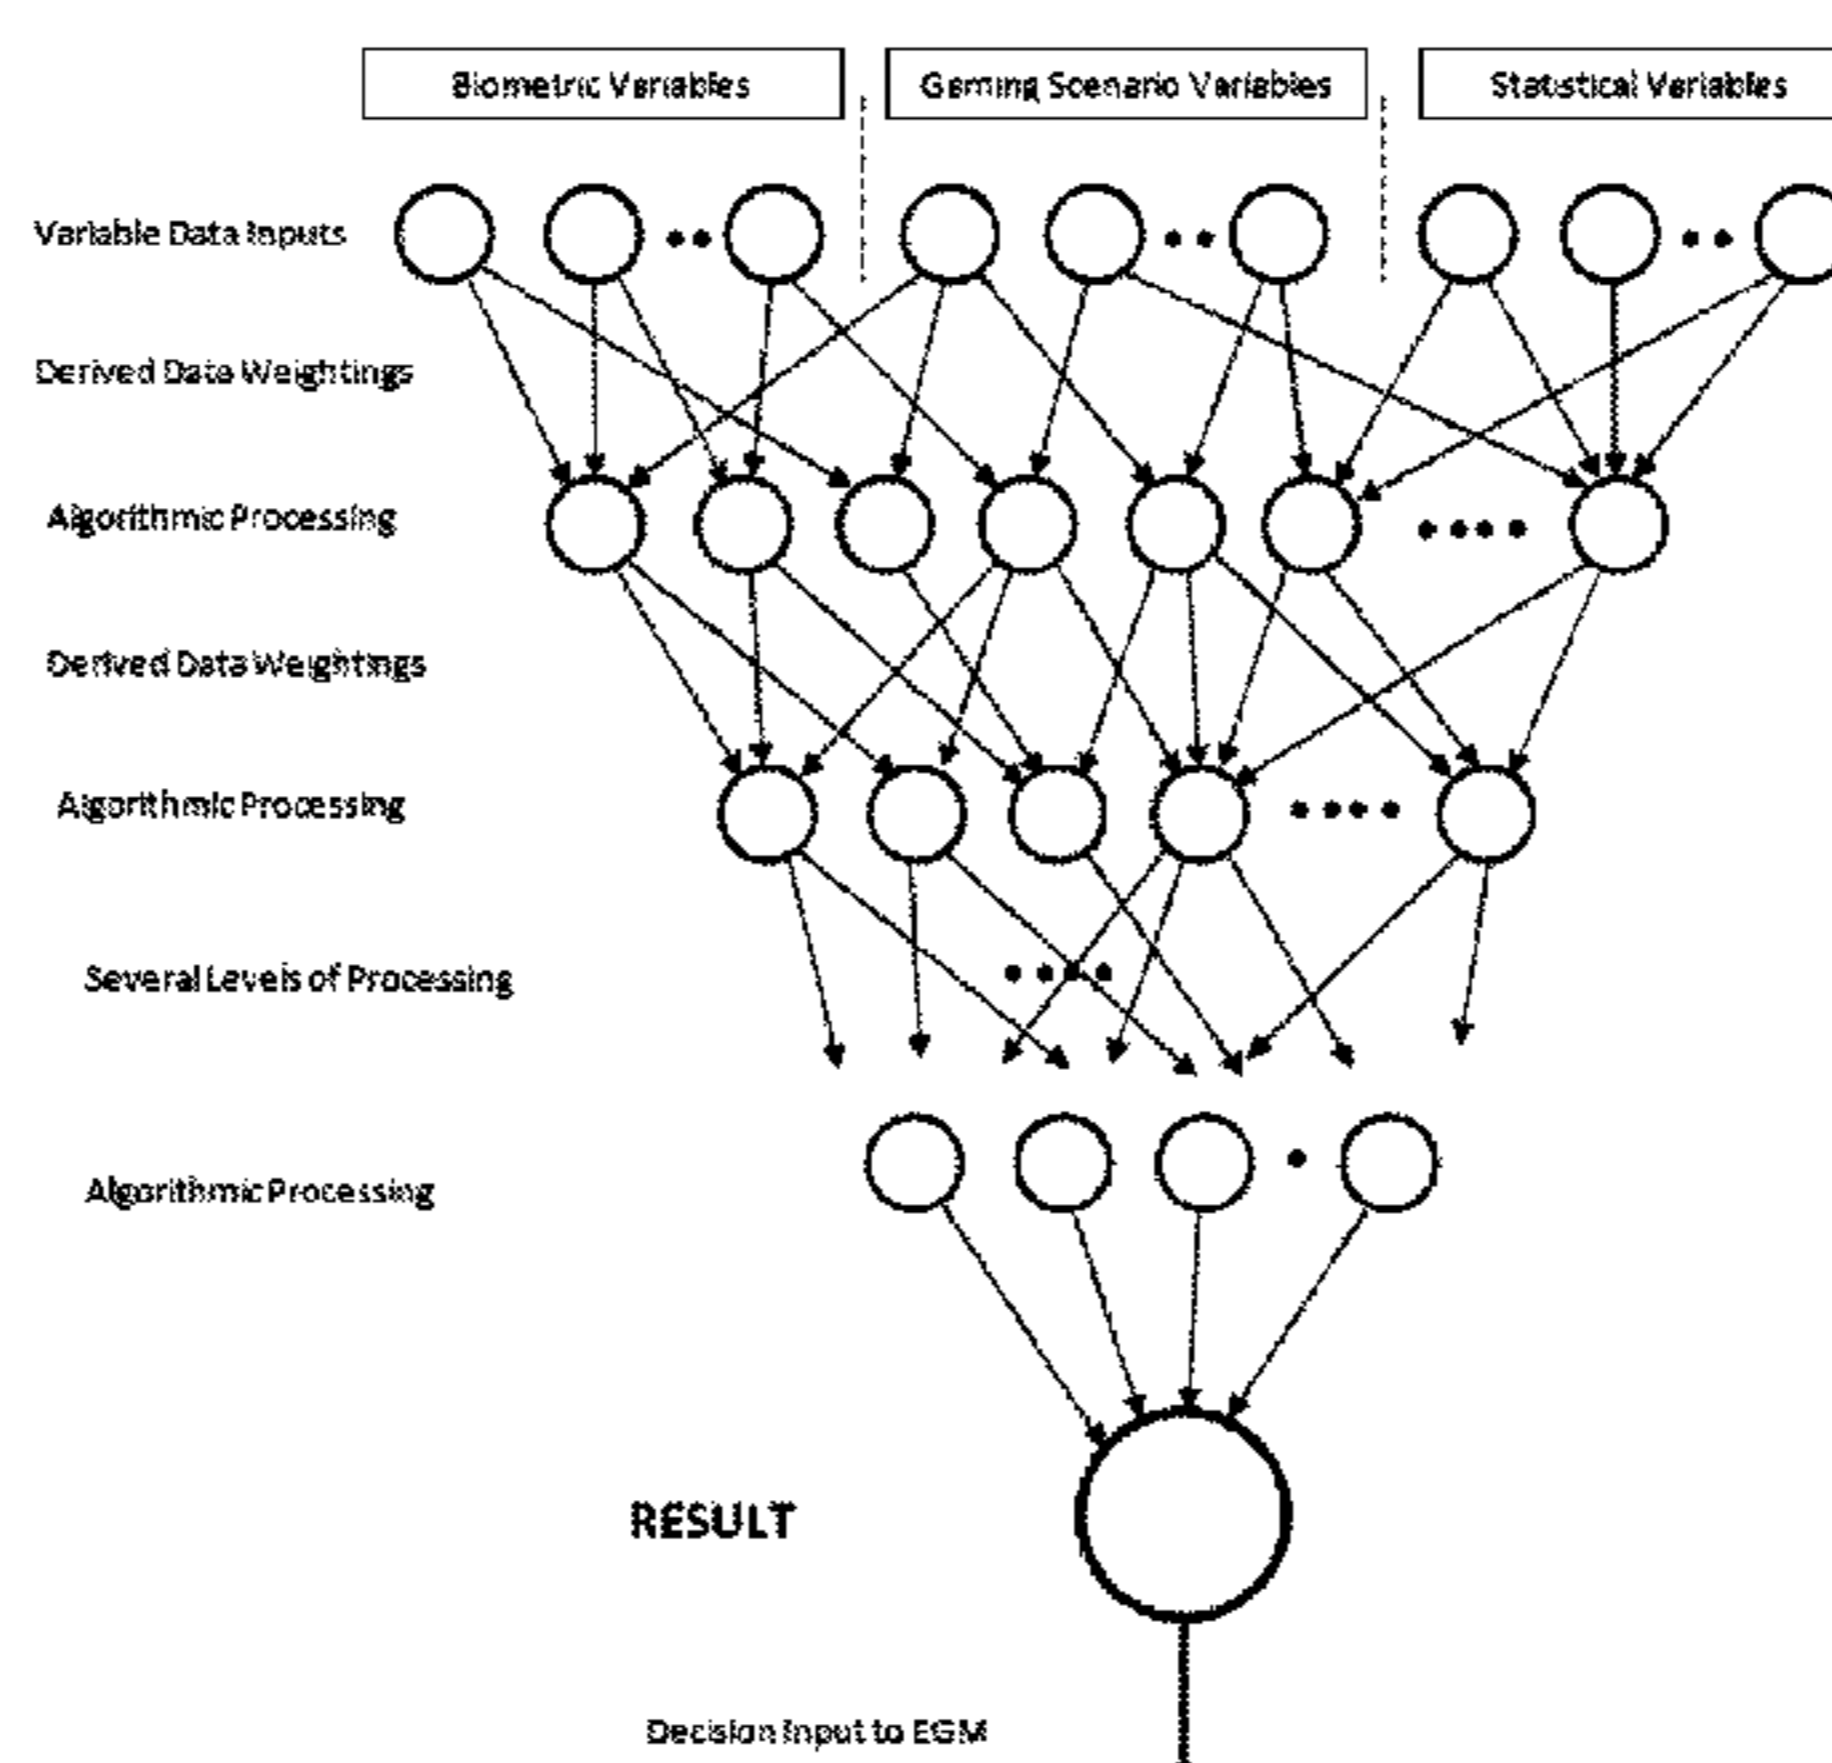 Biometric Variables
Gaming Scenario Variables
Statistical Variables
Variable Data Inputs
Derived Data Weightings
Algorithmic Processing
Derived Data Weightings
Algorithmic Processing
Several Levels of Processing
Algorithmic Processing
RESULT
Decision Input to EGM